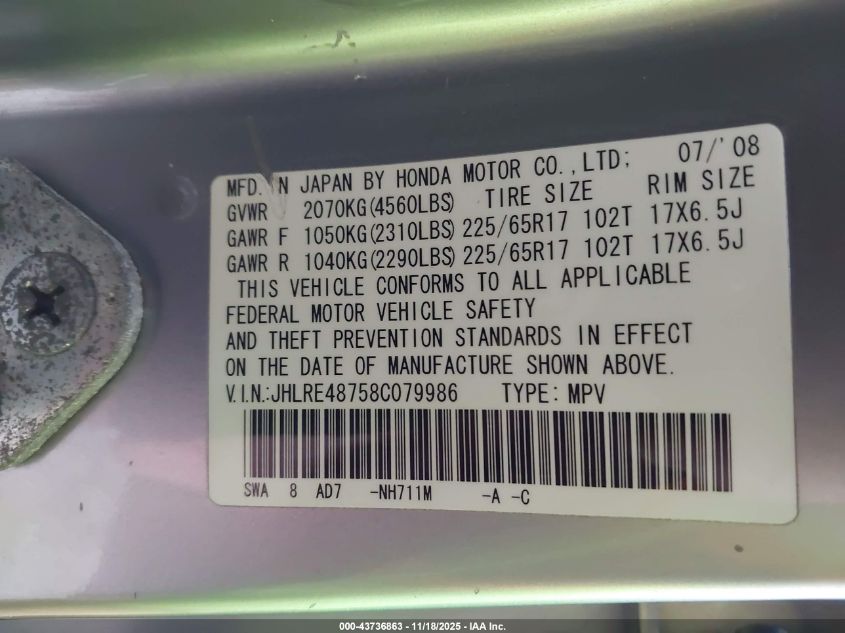 MFD. IN JAPAN BY HONDA MOTOR CO.,LTD; 07/'08
GVWR 2070KG(4560LBS) TIRE SIZE RIM SIZE
GAWR F 1050KG(2310LBS) 225/65R17 102T 17X6.5J
GAWR R 1040KG(2290LBS) 225/65R17 102T 17X6.5J
THIS VEHICLE CONFORMS TO ALL APPLICABLE
FEDERAL MOTOR VEHICLE SAFETY
AND THEFT PREVENTION STANDARDS IN EFFECT
ON THE DATE OF MANUFACTURE SHOWN ABOVE.
V.I.N.:JHLRE48758C079986 TYPE: MPV
SWA 8 AD7 -NH711M -A -C
000-43736863 - 11/18/2025 - IAA Inc.